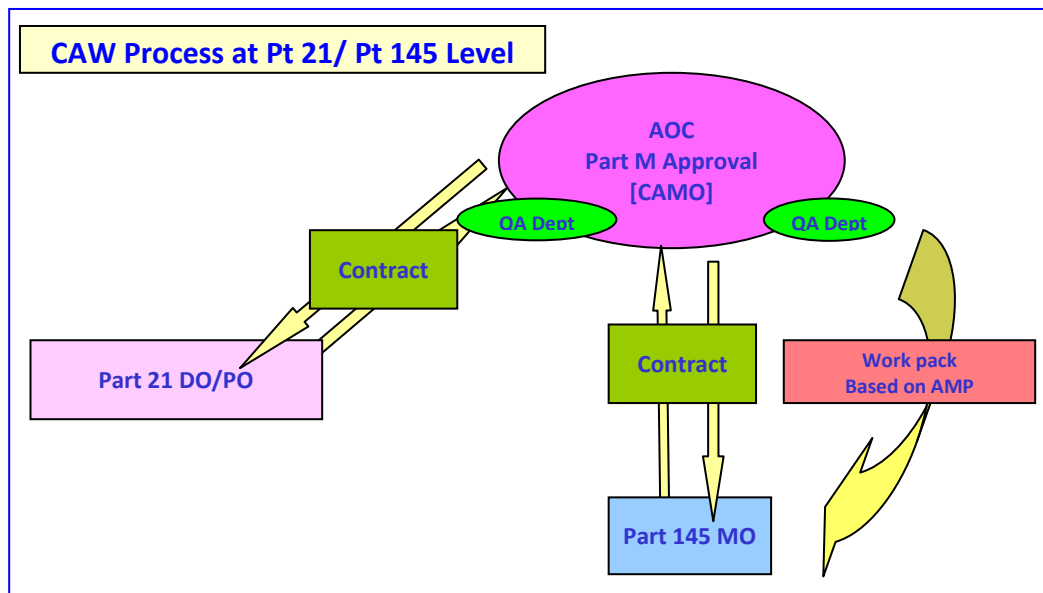 CAW Process at Pt 21/ Pt 145 Level
AOC
Part M Approval
[CAMO]
QA Dept
QA Dept
Contract
Part 21 DO/PO
Contract
Work pack
Based on AMP
Part 145 MO